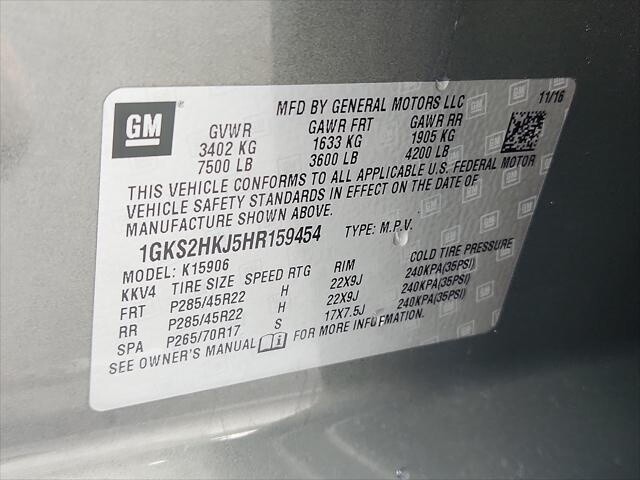 GM
MFD BY GENERAL MOTORS LLC 11/16
GVWR GAWR FRT GAWR RR
3402 KG 1633 KG 1905 KG
7500 LB 3600 LB 4200 LB
THIS VEHICLE CONFORMS TO ALL APPLICABLE U.S. FEDERAL MOTOR
VEHICLE SAFETY STANDARDS IN EFFECT ON THE DATE OF
MANUFACTURE SHOWN ABOVE.
1GKS2HKJ5HR159454 TYPE: M.P.V.
MODEL: K15906
KKV4 TIRE SIZE SPEED RTG RIM COLD TIRE PRESSURE
FRT P285/45R22 H 22X9J 240KPA(35PSI)
RR P285/45R22 H 22X9J 240KPA(35PSI)
SPA P265/70R17 S 17X7.5J 240KPA(35PSI)
SEE OWNER'S MANUAL FOR MORE INFORMATION.